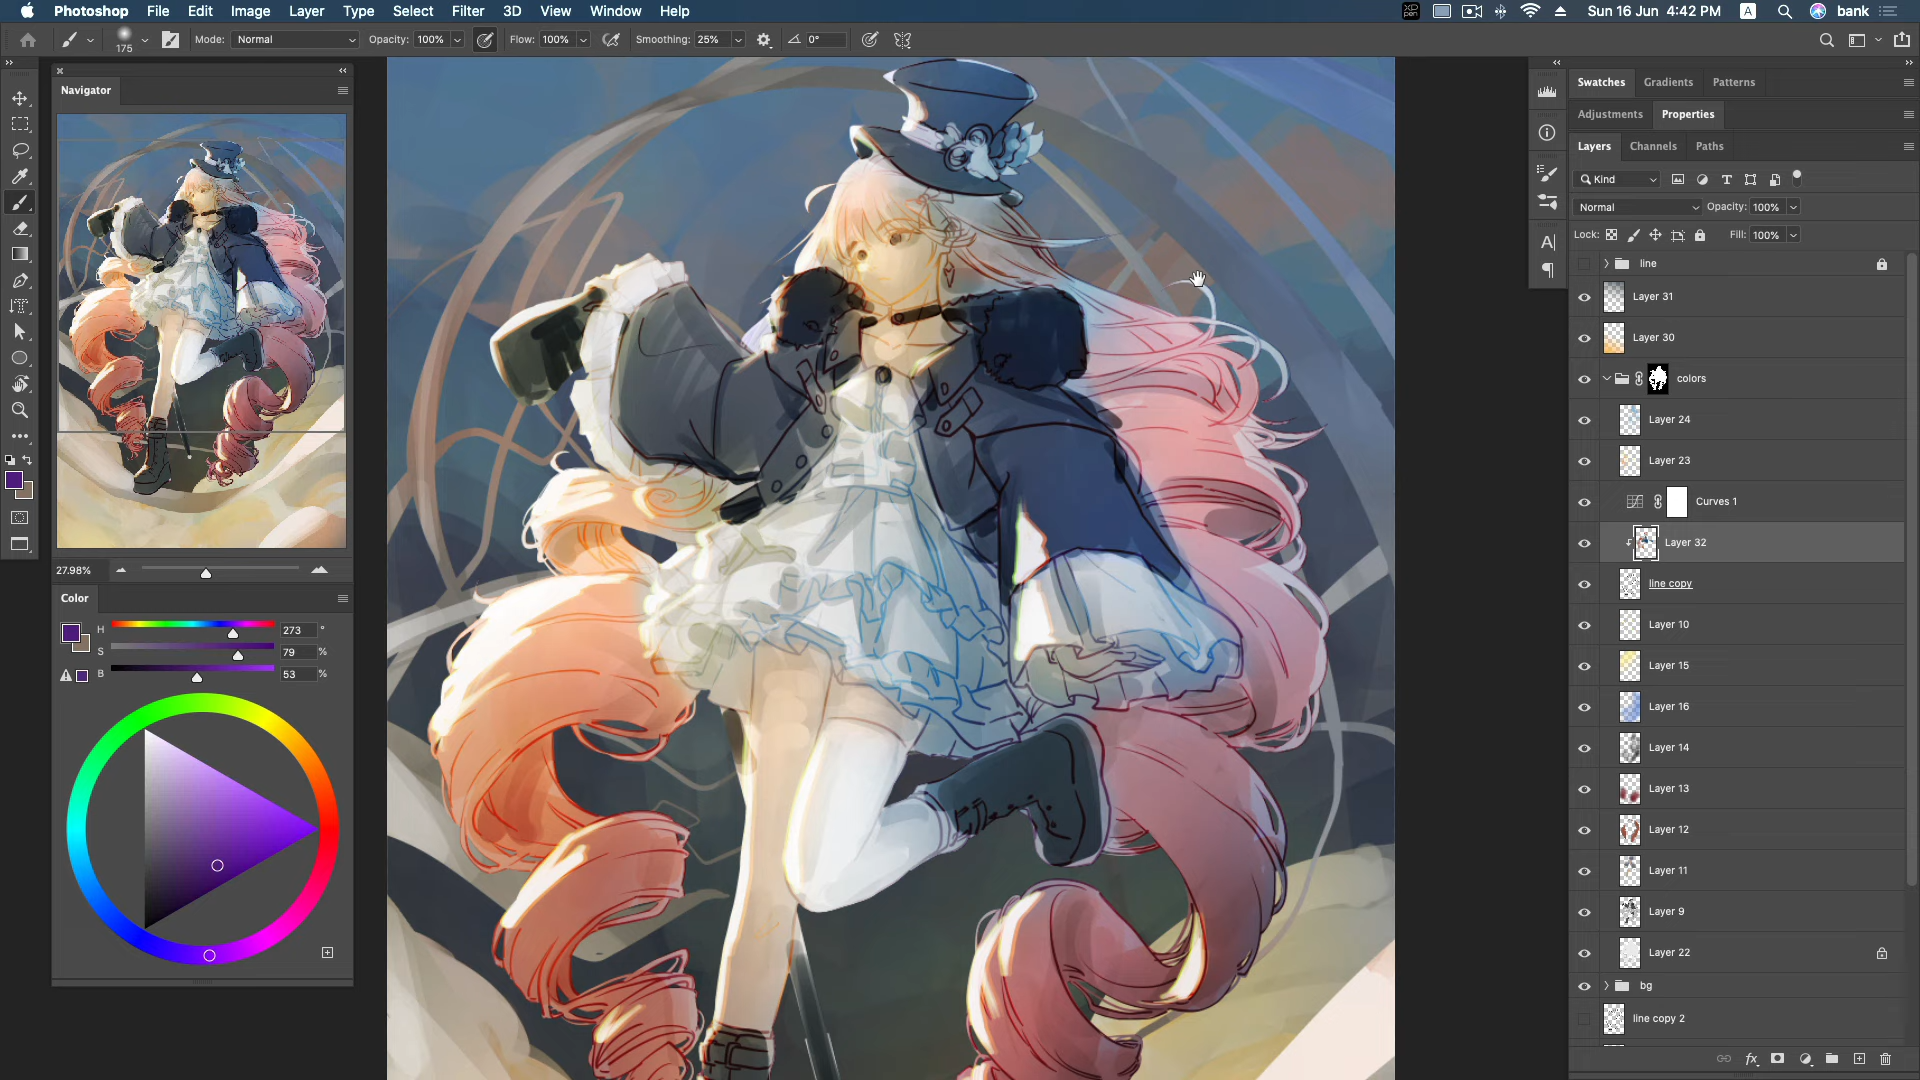 Photoshop File Edit Image Layer Type Select Filter 3D View Window Help
XD pen
Sun 16 Jun 4:42 PM A bank
175 Mode: Normal Opacity: 100% Flow: 100% Smoothing: 25% 0°
Navigator
27.98%
Color
H 273 °
S 79 %
B 53 %
Swatches Gradients Patterns
Adjustments Properties
Layers Channels Paths
Kind
Normal Opacity: 100%
Lock: Fill: 100%
line
Layer 31
Layer 30
colors
Layer 24
Layer 23
Curves 1
Layer 32
line copy
Layer 10
Layer 15
Layer 16
Layer 14
Layer 13
Layer 12
Layer 11
Layer 9
Layer 22
bg
line copy 2
fx